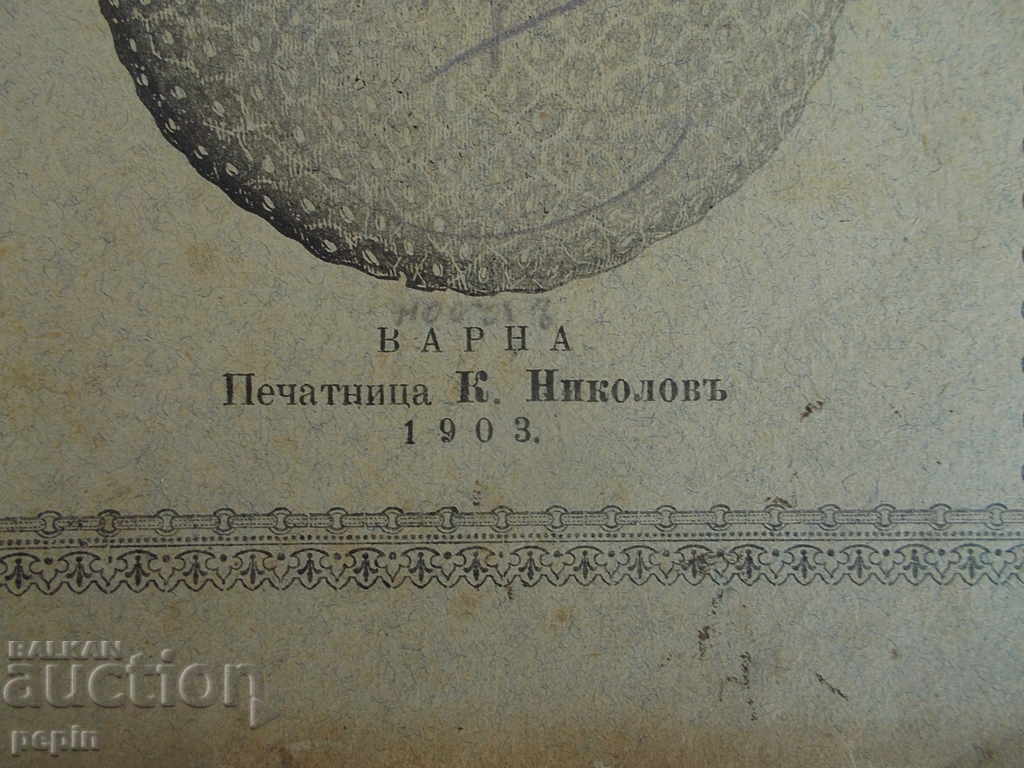 ВАРНА
Печатница К. Николовъ
1903.
BALKAN
auction
pepin